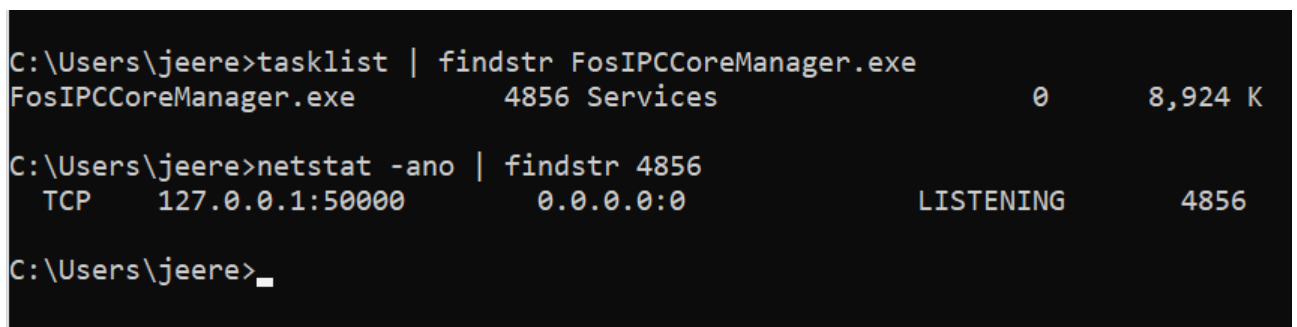 C:\Users\jeere>tasklist | findstr FosIPCCoreManager.exe
FosIPCCoreManager.exe 4856 Services 0 8,924 K
C:\Users\jeere>netstat -ano | findstr 4856
TCP 127.0.0.1:50000 0.0.0.0:0 LISTENING 4856
C:\Users\jeere>